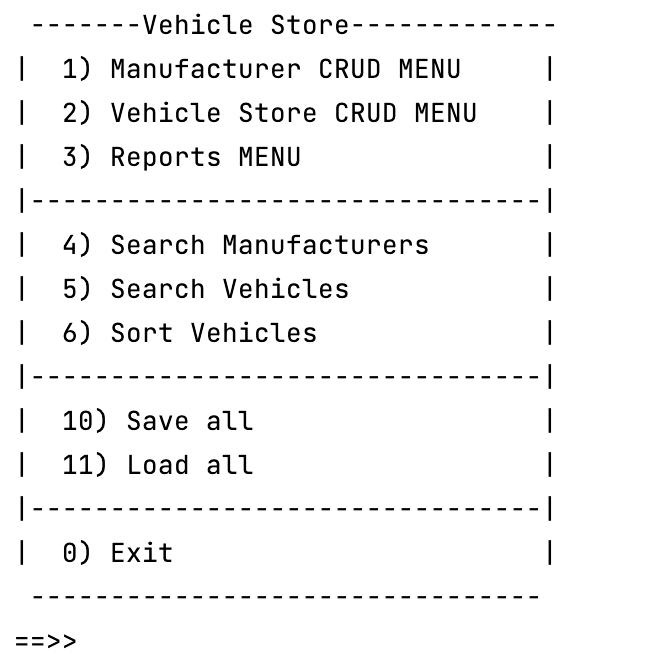 -------Vehicle Store-------------
|  1) Manufacturer CRUD MENU     |
|  2) Vehicle Store CRUD MENU    |
|  3) Reports MENU               |
|--------------------------------|
|  4) Search Manufacturers       |
|  5) Search Vehicles            |
|  6) Sort Vehicles              |
|--------------------------------|
|  10) Save all                  |
|  11) Load all                  |
|--------------------------------|
|  0) Exit                       |
 --------------------------------
==>>